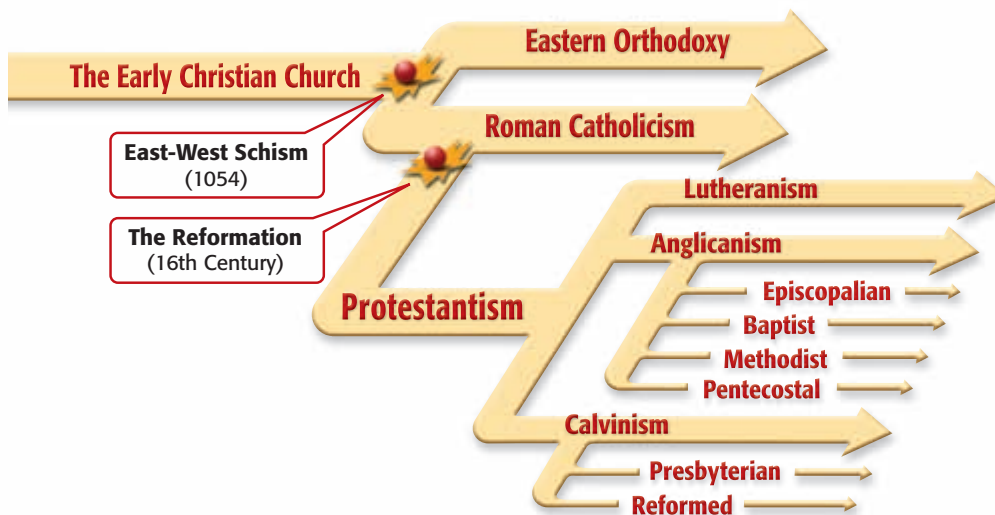 Eastern Orthodoxy
The Early Christian Church
Roman Catholicism
East-West Schism
(1054)
Lutheranism
The Reformation
(16th Century)
Anglicanism
Protestantism
Episcopalian
Baptist
Methodist
Pentecostal
Calvinism
Presbyterian
Reformed